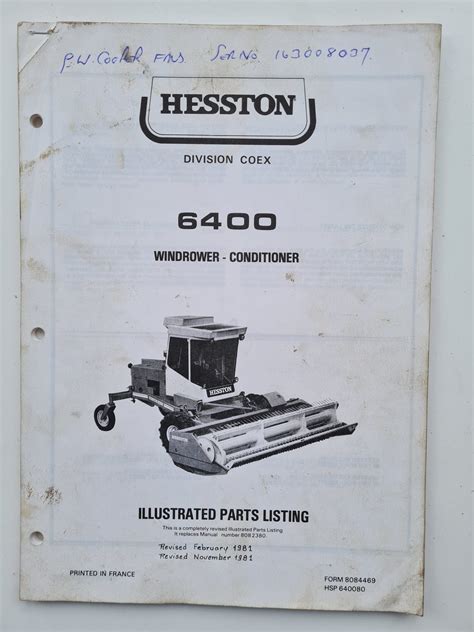 P.W. Cooler FMS. SER No 163008037.
HESSTON
DIVISION COEX
6400
WINDROWER - CONDITIONER
HESSTON
ILLUSTRATED PARTS LISTING
This is a completely revised Illustrated Parts Listing
It replaces Manual number 808 2380
Revised February 1981
Revised November 1981
PRINTED IN FRANCE
FORM 8084469
HSP 640080